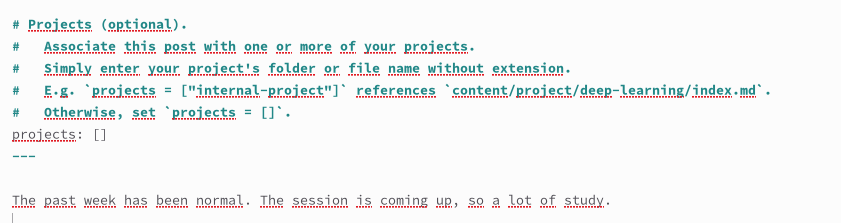 # Projects (optional).
#   Associate this post with one or more of your projects.
#   Simply enter your project's folder or file name without extension.
#   E.g. `projects = ["internal-project"]` references `content/project/deep-learning/index.md`.
#   Otherwise, set `projects = []`.
projects: []
---
The past week has been normal. The session is coming up, so a lot of study.